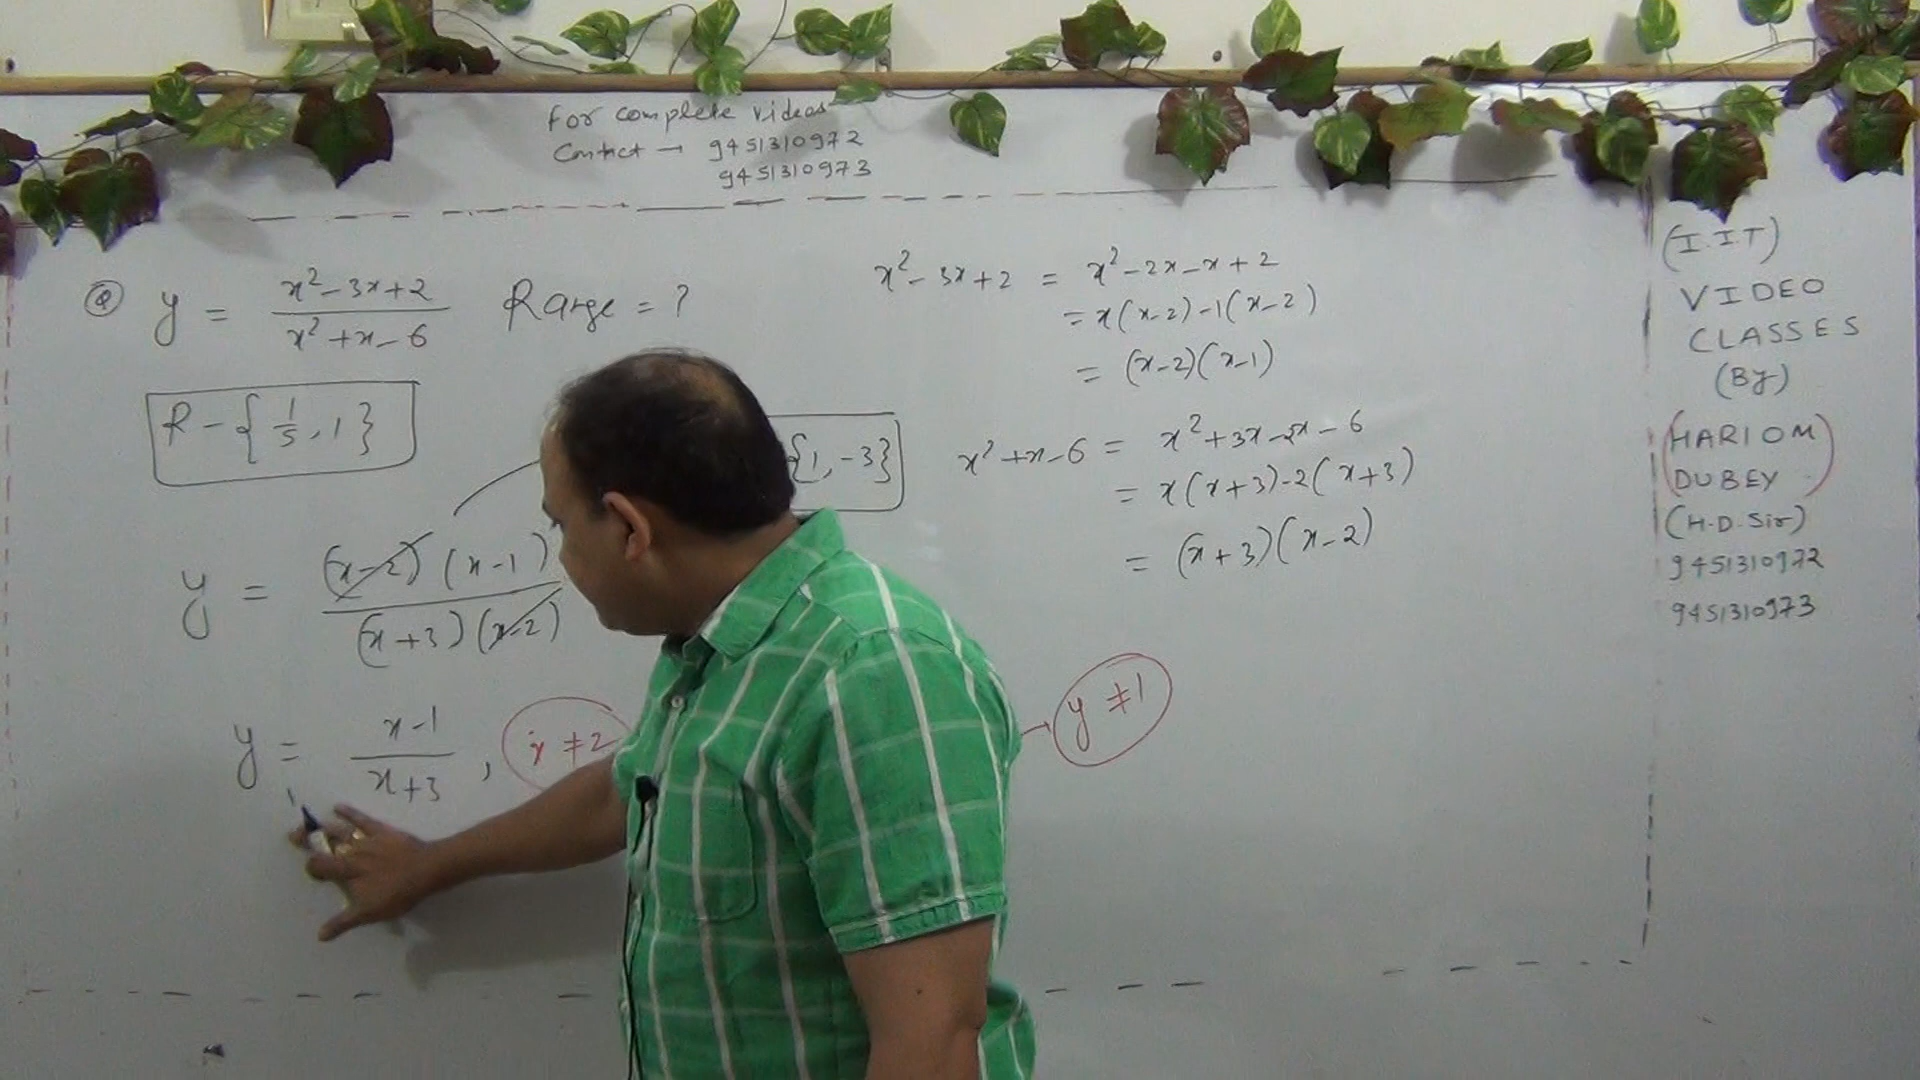 For complete videos
Contact → 9451310972
9451310973
Q y = x²-3x+2 / x²+x-6 Range = ?
R - {1/5, 1}
{1, -3}
y = (x-2)(x-1) / (x+3)(x-2)
y = x-1 / x+3 , x ≠ 2
→ y ≠ 1
x²-3x+2 = x²-2x-x+2
= x(x-2)-1(x-2)
= (x-2)(x-1)
x²+x-6 = x²+3x-2x-6
= x(x+3)-2(x+3)
= (x+3)(x-2)
(I.IT)
VIDEO
CLASSES
(By)
(HARIOM
DUBEY)
(H.D.Sir)
9451310972
9451310973